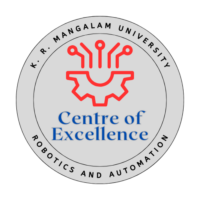 K. R. MANGALAM UNIVERSITY
Centre of
Excellence
ROBOTICS AND AUTOMATION